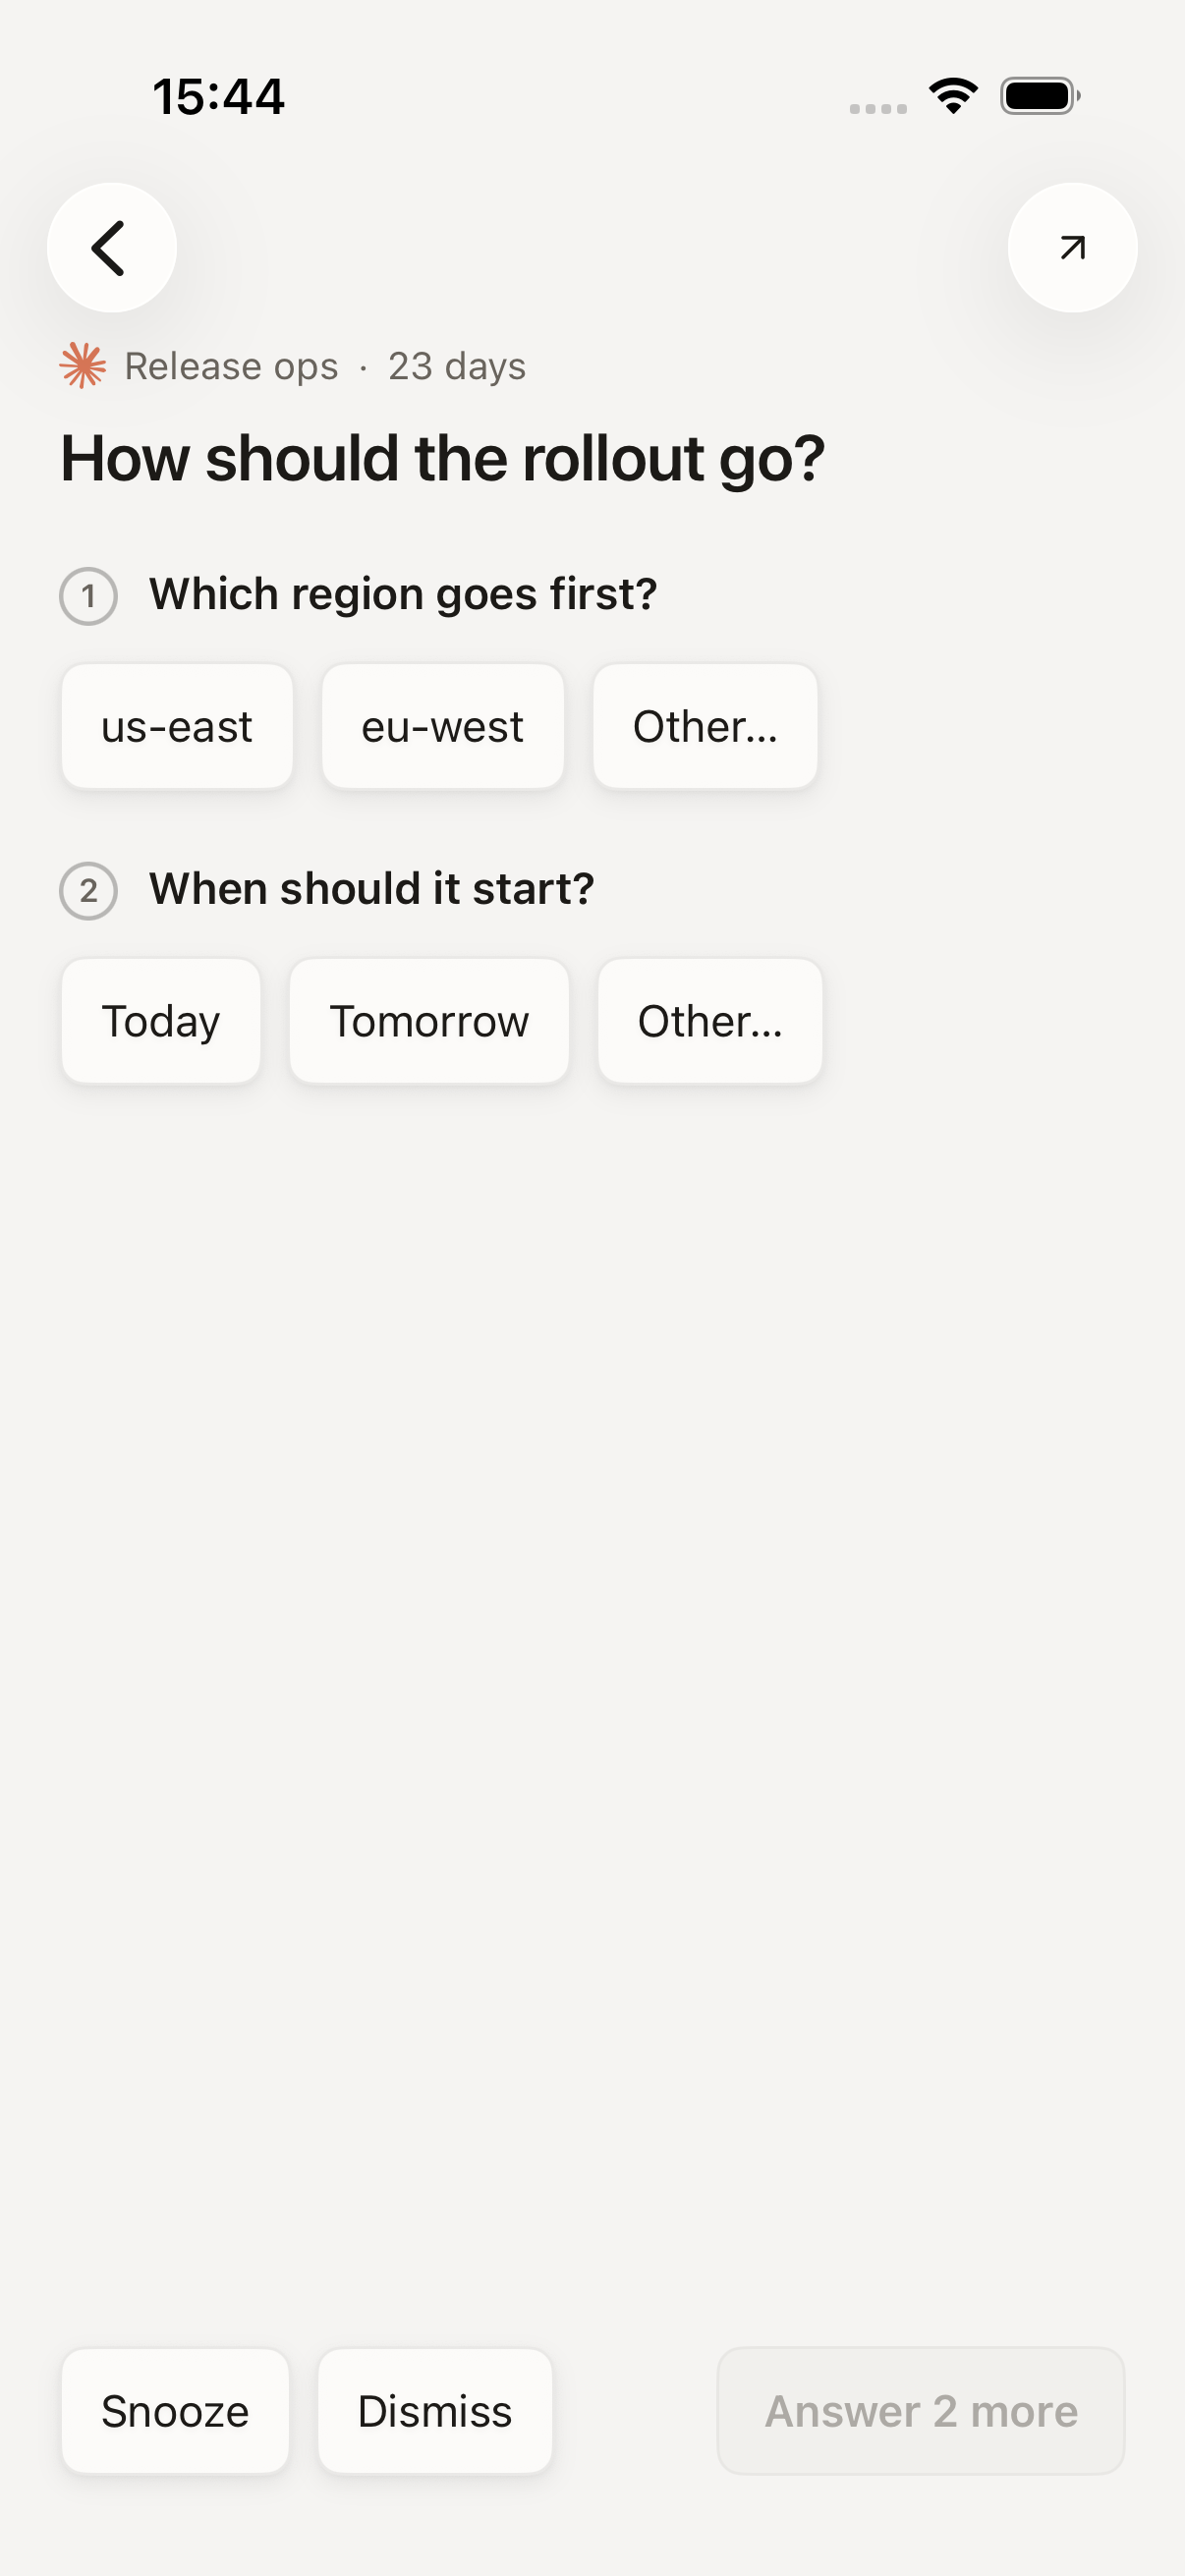 15:44
Release ops · 23 days
How should the rollout go?
1 Which region goes first?
us-east eu-west Other...
2 When should it start?
Today Tomorrow Other...
Snooze Dismiss Answer 2 more